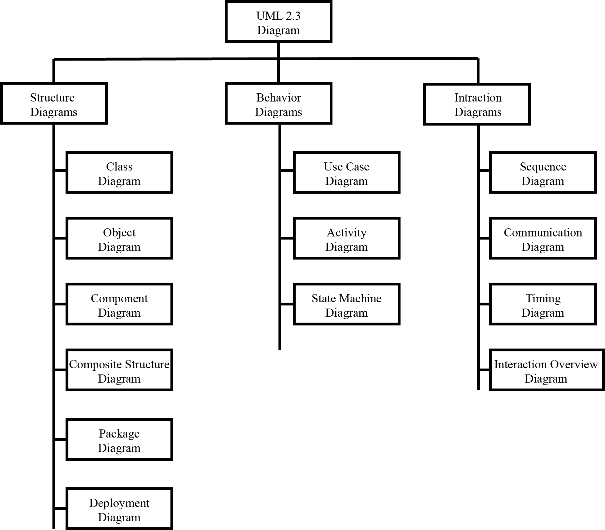 UML 2.3
Diagram
Structure
Diagrams
Behavior
Diagrams
Intraction
Diagrams
Class
Diagram
Object
Diagram
Component
Diagram
Composite Structure
Diagram
Package
Diagram
Deployment
Diagram
Use Case
Diagram
Activity
Diagram
State Machine
Diagram
Sequence
Diagram
Communication
Diagram
Timing
Diagram
Interaction Overview
Diagram